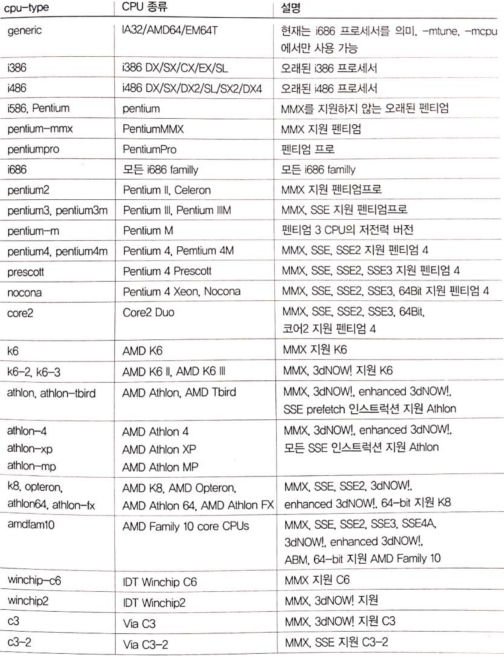 cpu-type CPU 종류 설명
generic IA32/AMD64/EM64T 현재는 i686 프로세서를 의미. -mtune, -mcpu
에서만 사용 가능
i386 i386 DX/SX/CX/EX/SL 오래된 i386 프로세서
i486 i486 DX/SX/DX2/SL/SX2/DX4 오래된 i486 프로세서
i586, Pentium pentium MMX를 지원하지 않는 오래된 펜티엄
pentium-mmx PentiumMMX MMX 지원 펜티엄
pentiumpro PentiumPro 펜티엄 프로
i686 모든 i686 familly 모든 i686 familly
pentium2 Pentium II, Celeron MMX 지원 펜티엄프로
pentium3, pentium3m Pentium III, Pentium IIIM MMX, SSE 지원 펜티엄프로
pentium-m Pentium M 펜티엄 3 CPU의 저전력 버전
pentium4, pentium4m Pentium 4, Pemtium 4M MMX, SSE, SSE2 지원 펜티엄 4
prescott Pentium 4 Prescott MMX, SSE, SSE2, SSE3 지원 펜티엄 4
nocona Pentium 4 Xeon, Nocona MMX, SSE, SSE2, SSE3, 64Bit 지원 펜티엄 4
core2 Core2 Duo MMX, SSE, SSE2, SSE3, 64Bit,
코어2 지원 펜티엄 4
k6 AMD K6 MMX 지원 K6
k6-2, k6-3 AMD K6 II, AMD K6 III MMX, 3dNOW! 지원 K6
athlon, athlon-tbird AMD Athlon, AMD Tbird MMX, 3dNOW!, enhanced 3dNOW!,
SSE prefetch 인스트럭션 지원 Athlon
athlon-4 AMD Athlon 4 MMX, 3dNOW!, enhanced 3dNOW!,
athlon-xp AMD Athlon XP 모든 SSE 인스트럭션 지원 Athlon
athlon-mp AMD Athlon MP
k8, opteron, AMD K8, AMD Opteron, MMX, SSE, SSE2, 3dNOW!,
athlon64, athlon-fx AMD Athlon 64, AMD Athlon FX enhanced 3dNOW!, 64-bit 지원 K8
amdfam10 AMD Family 10 core CPUs MMX, SSE, SSE2, SSE3, SSE4A,
3dNOW!, enhanced 3dNOW!,
ABM, 64-bit 지원 AMD Family 10
winchip-c6 IDT Winchip C6 MMX 지원 C6
winchip2 IDT Winchip2 MMX, 3dNOW! 지원
c3 Via C3 MMX, 3dNOW! 지원 C3
c3-2 Via C3-2 MMX, SSE 지원 C3-2